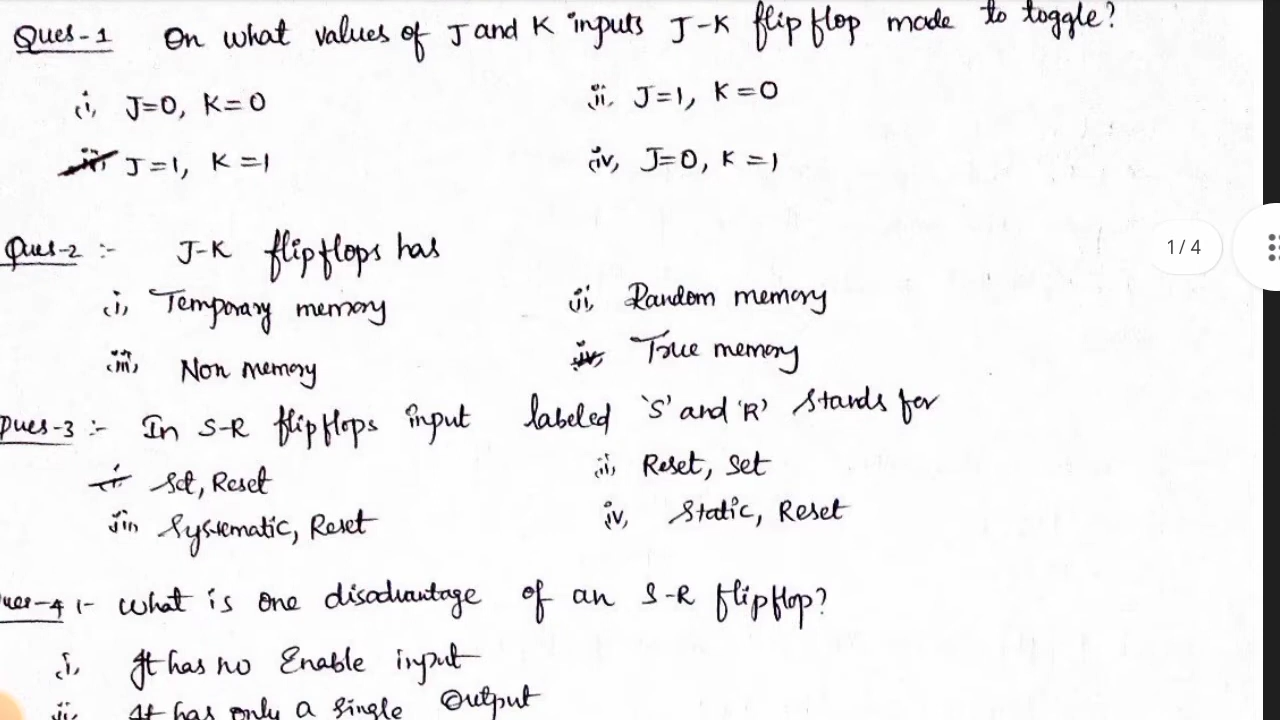 Ques-1 On what values of J and K inputs J-K flipflop made to toggle?
i, J=0, K=0 ii, J=1, K=0
iii, J=1, K=1 iv, J=0, K=1
1 / 4
Ques-2 :- J-K flipflops has
i, Temporary memory ii, Random memory
iii, Non memory iv, True memory
Ques-3 :- In S-R flipflops input labeled 'S' and 'R' stands for
i, Set, Reset ii, Reset, Set
iii, Systematic, Reset iv, Static, Reset
Ques-4 :- What is one disadvantage of an S-R flipflop?
i, It has no Enable input
ii, It has only a single Output